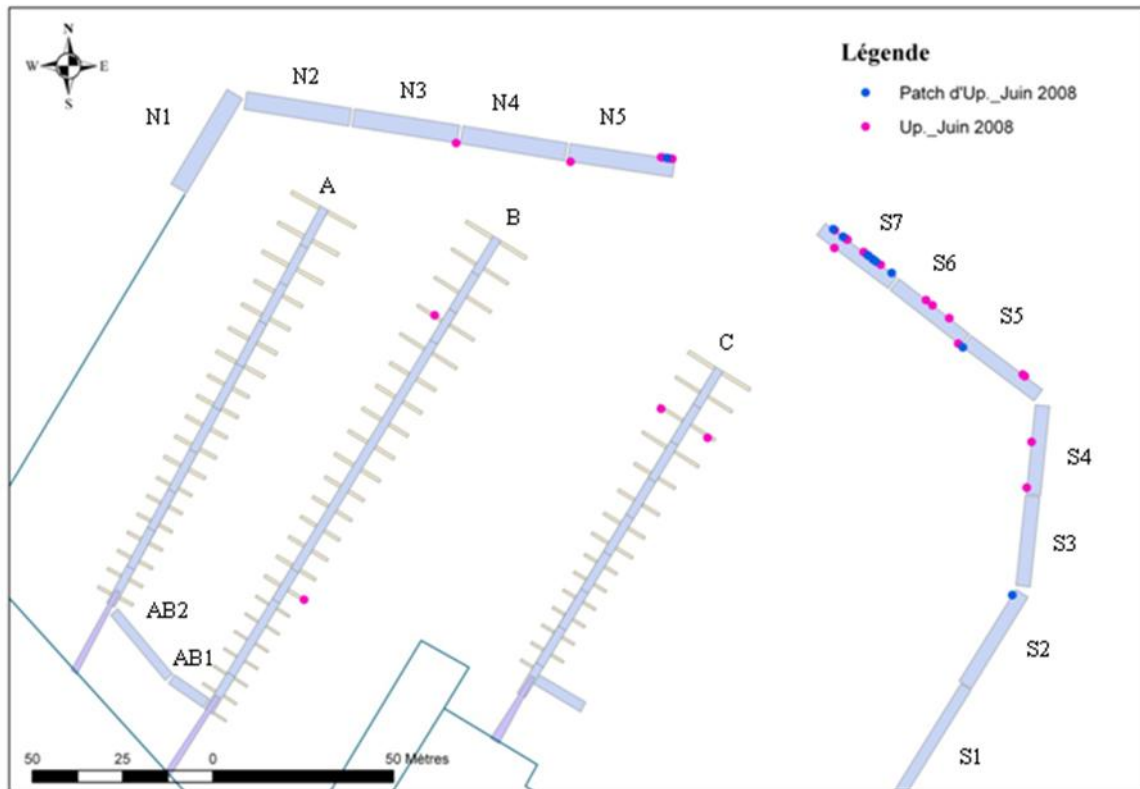 N
W E
S
Légende
Patch d'Up._Juin 2008
Up._Juin 2008
N1
N2
N3
N4
N5
A
B
C
S7
S6
S5
S4
S3
S2
S1
AB2
AB1
50 25 0 50 Mètres